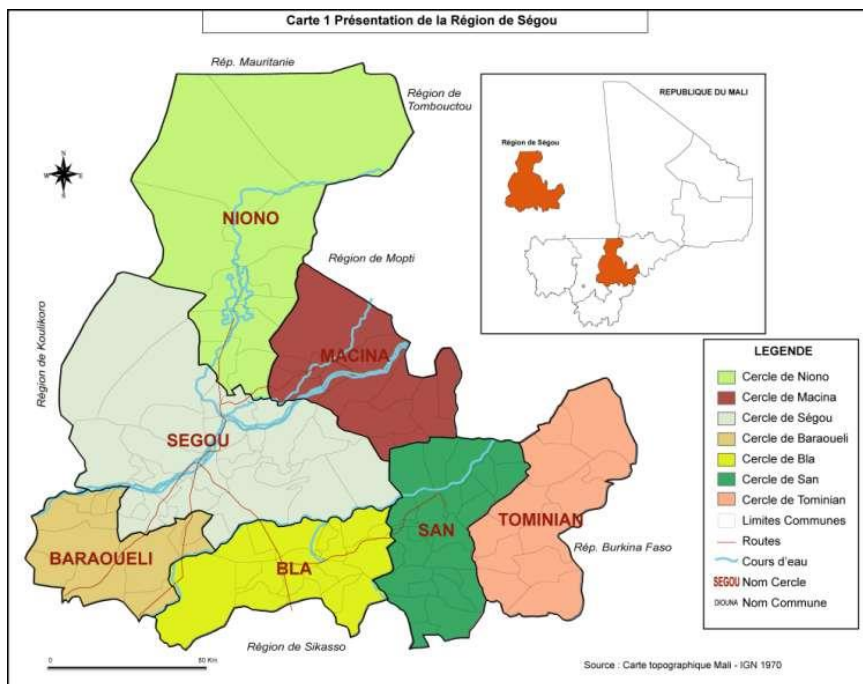 Carte 1 Présentation de la Région de Ségou
Rép. Mauritanie
Région de
Tombouctou
REPUBLIQUE DU MALI
Région de Ségou
N
NIONO
Région de Mopti
Région de Koulikoro
MACINA
SEGOU
BARAOUELI
BLA
SAN
TOMINIAN
Rép. Burkina Faso
Région de Sikasso
LEGENDE
Cercle de Niono
Cercle de Macina
Cercle de Ségou
Cercle de Baraoueli
Cercle de Bla
Cercle de San
Cercle de Tominian
Limites Communes
Routes
Cours d'eau
SEGOU Nom Cercle
DIOUNA Nom Commune
0 50 Km
Source : Carte topographique Mali - IGN 1970